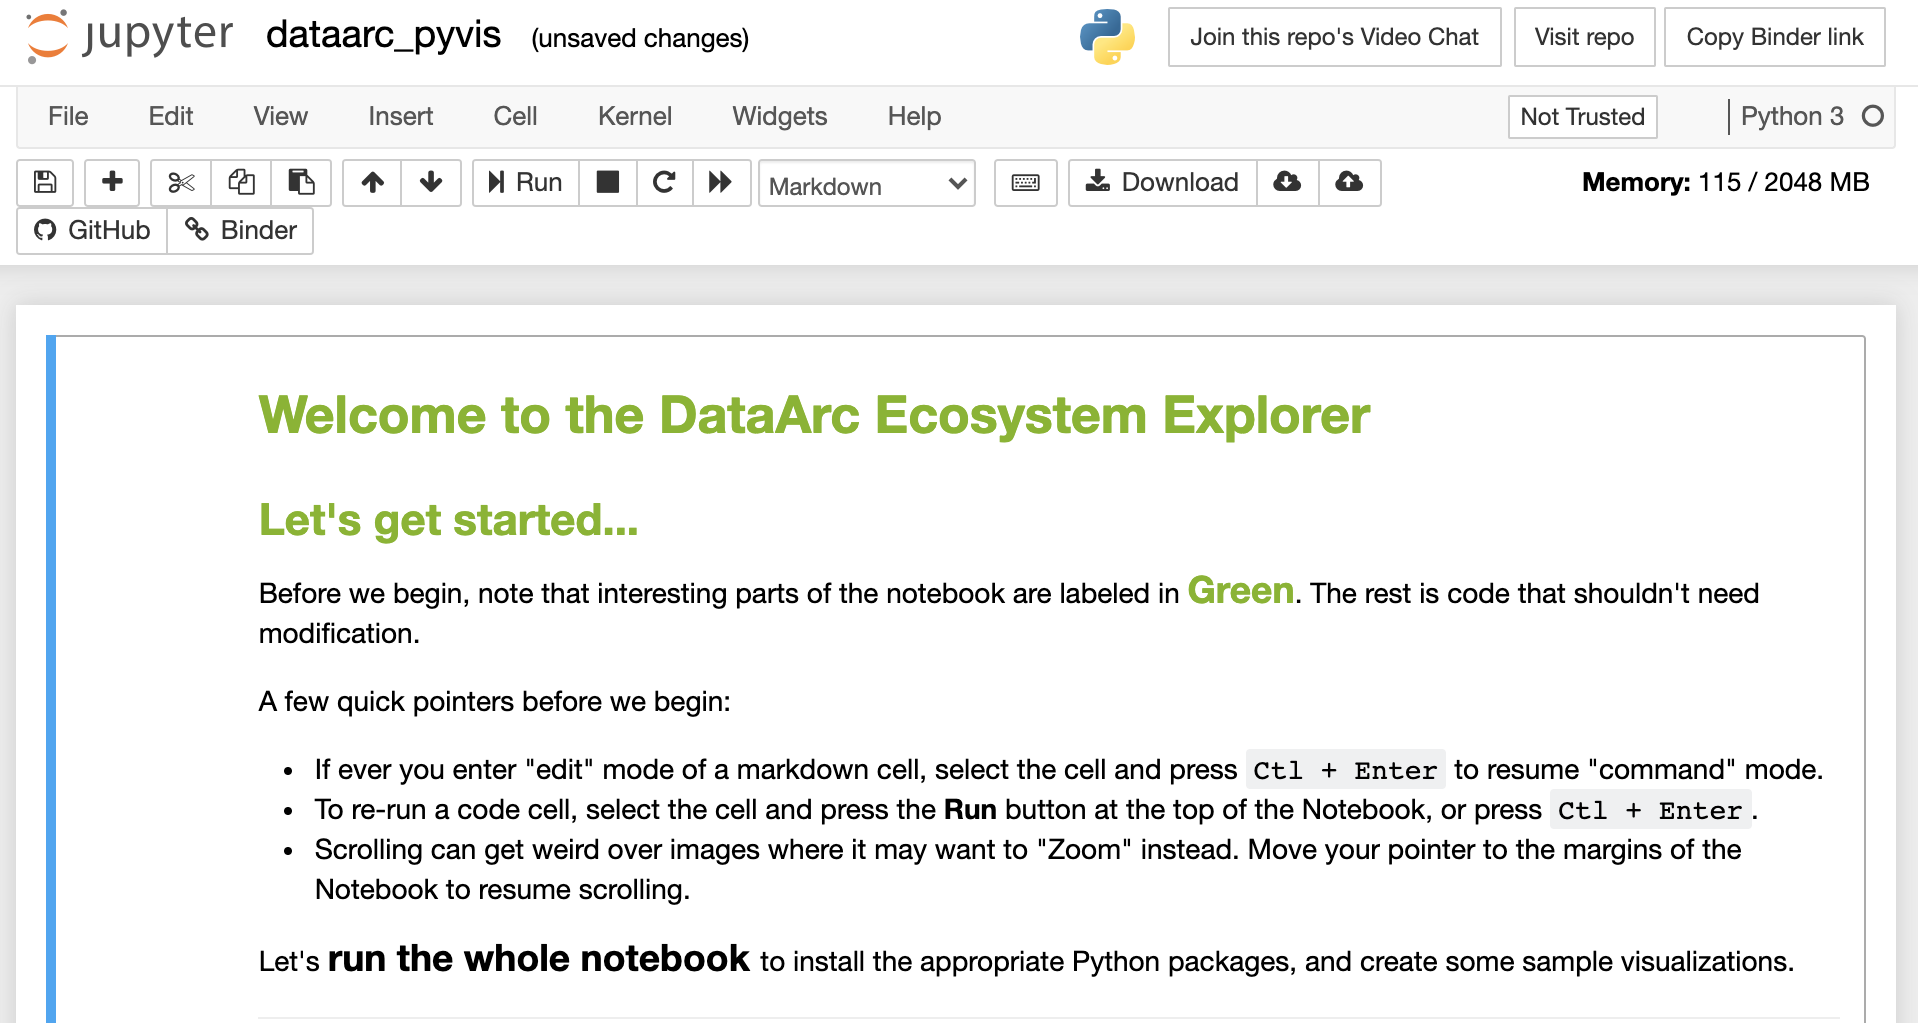 jupyter dataarc_pyvis (unsaved changes) Join this repo's Video Chat Visit repo Copy Binder link
File Edit View Insert Cell Kernel Widgets Help Not Trusted Python 3
Run Markdown Download Memory: 115 / 2048 MB
GitHub Binder
Welcome to the DataArc Ecosystem Explorer
Let's get started...
Before we begin, note that interesting parts of the notebook are labeled in Green. The rest is code that shouldn't need
modification.
A few quick pointers before we begin:
• If ever you enter "edit" mode of a markdown cell, select the cell and press Ctl + Enter to resume "command" mode.
• To re-run a code cell, select the cell and press the Run button at the top of the Notebook, or press Ctl + Enter.
• Scrolling can get weird over images where it may want to "Zoom" instead. Move your pointer to the margins of the
Notebook to resume scrolling.
Let's run the whole notebook to install the appropriate Python packages, and create some sample visualizations.